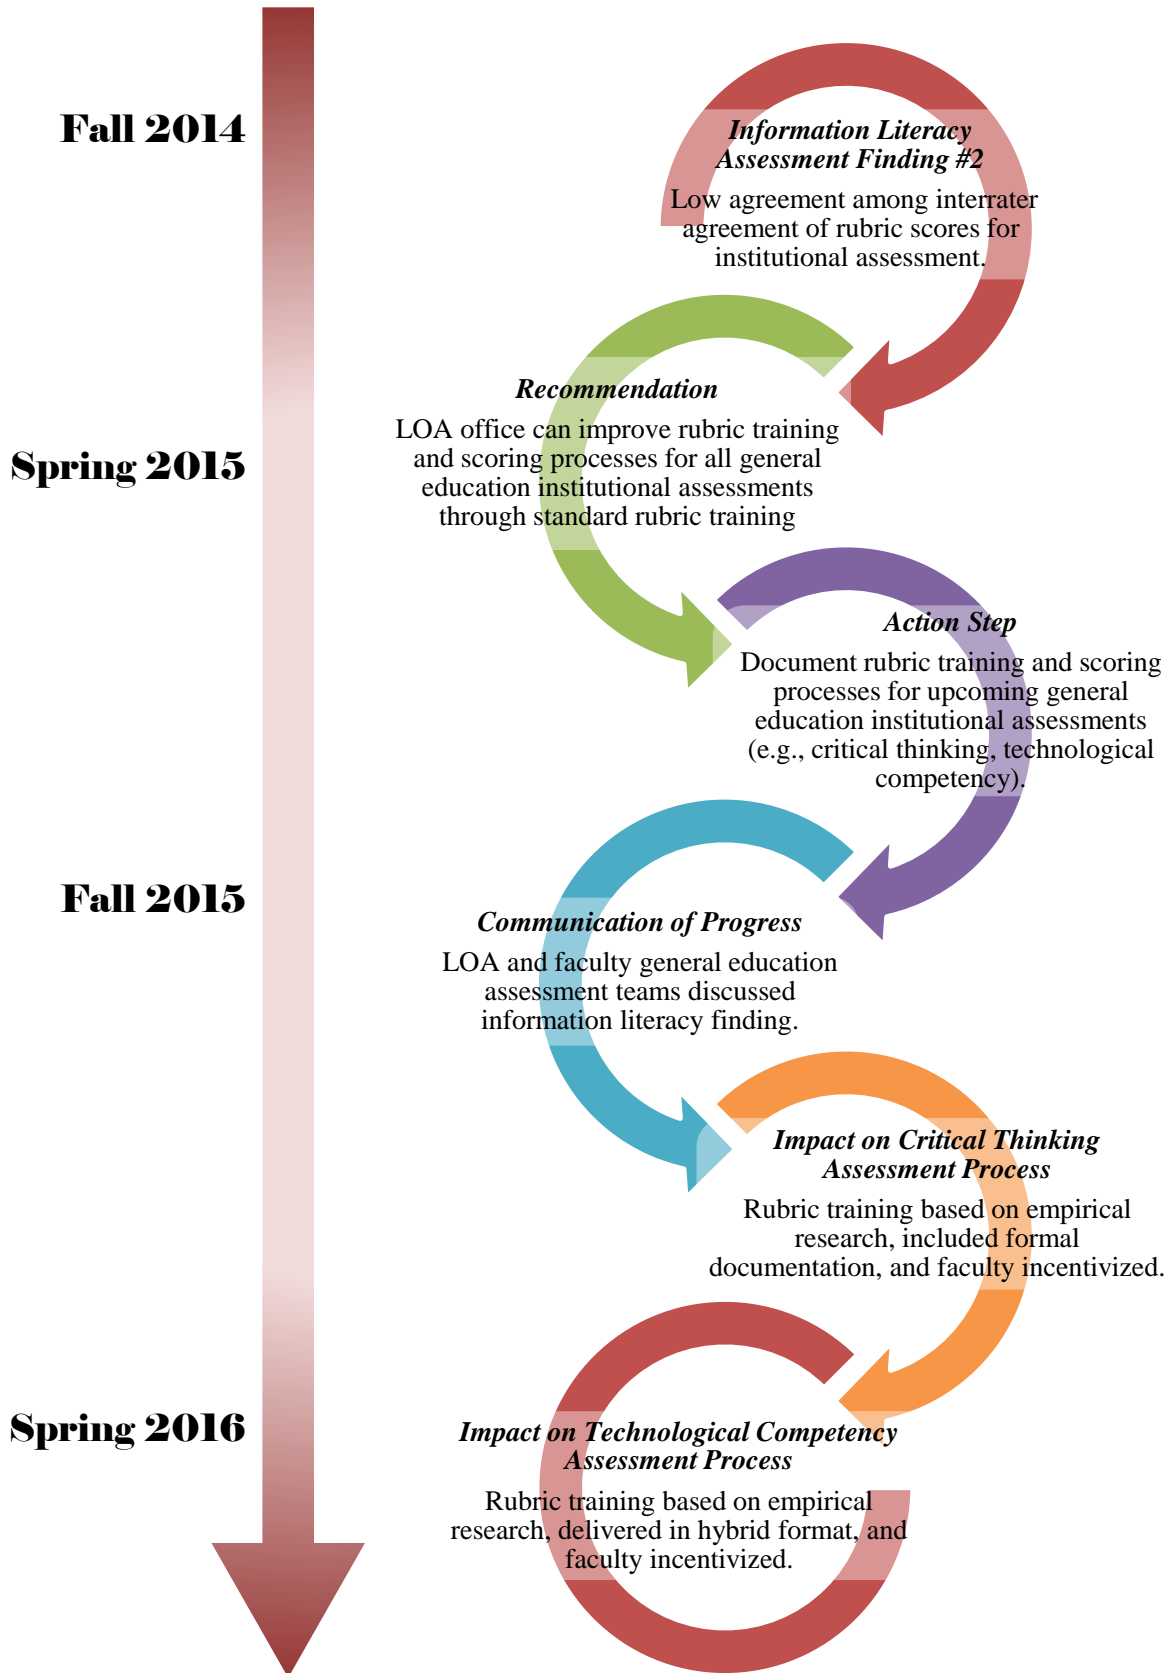 Fall 2014
Information Literacy
Assessment Finding #2
Low agreement among interrater
agreement of rubric scores for
institutional assessment.
Recommendation
LOA office can improve rubric training
and scoring processes for all general
education institutional assessments
through standard rubric training
Spring 2015
Action Step
Document rubric training and scoring
processes for upcoming general
education institutional assessments
(e.g., critical thinking, technological
competency).
Fall 2015
Communication of Progress
LOA and faculty general education
assessment teams discussed
information literacy finding.
Impact on Critical Thinking
Assessment Process
Rubric training based on empirical
research, included formal
documentation, and faculty incentivized.
Spring 2016
Impact on Technological Competency
Assessment Process
Rubric training based on empirical
research, delivered in hybrid format, and
faculty incentivized.